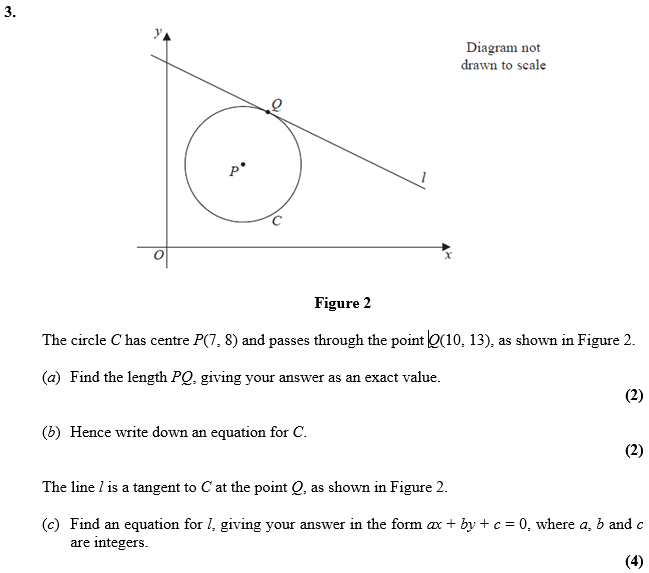 3.
y
Diagram not
drawn to scale
Q
P
l
C
O
x
Figure 2
The circle C has centre P(7, 8) and passes through the point Q(10, 13), as shown in Figure 2.
(a) Find the length PQ, giving your answer as an exact value.
(2)
(b) Hence write down an equation for C.
(2)
The line l is a tangent to C at the point Q, as shown in Figure 2.
(c) Find an equation for l, giving your answer in the form ax + by + c = 0, where a, b and c
are integers.
(4)